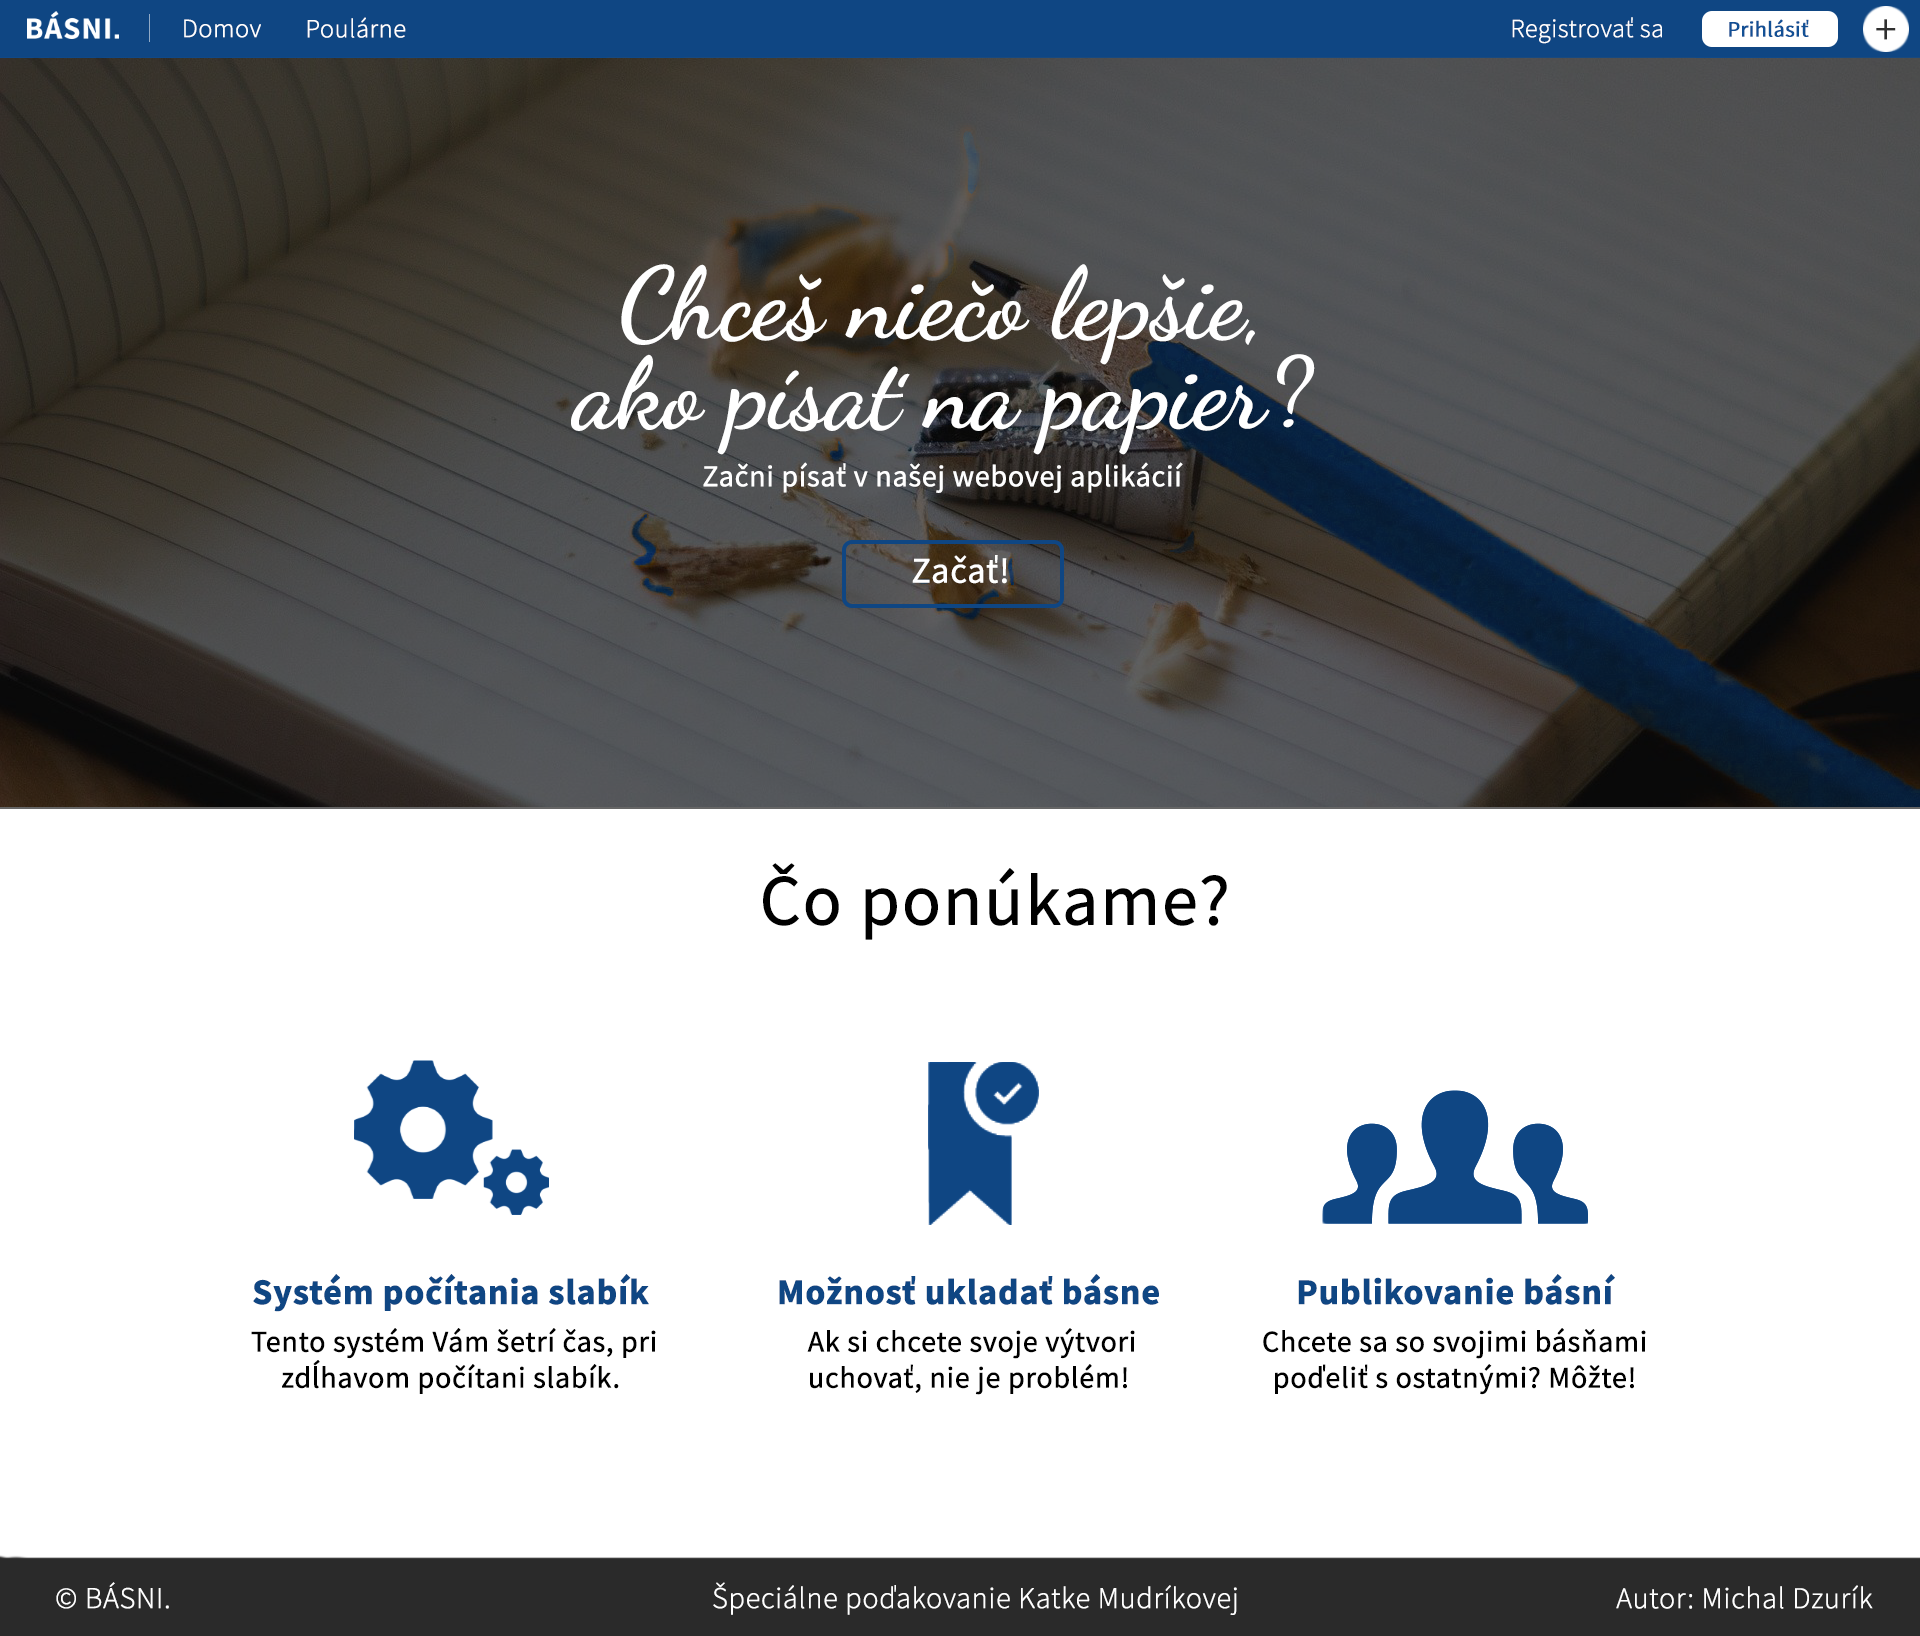 BÁSNI.
Domov
Poulárne
Registrovať sa
Prihlásiť
+
Chceš niečo lepšie,
ako písať na papier?
Začni písať v našej webovej aplikácií
Začať!
Čo ponúkame?
Systém počítania slabík
Tento systém Vám šetrí čas, pri
zdĺhavom počítani slabík.
Možnosť ukladať básne
Ak si chcete svoje výtvori
uchovať, nie je problém!
Publikovanie básní
Chcete sa so svojimi básňami
poďeliť s ostatnými? Môžte!
© BÁSNI.
Špeciálne poďakovanie Katke Mudríkovej
Autor: Michal Dzurík